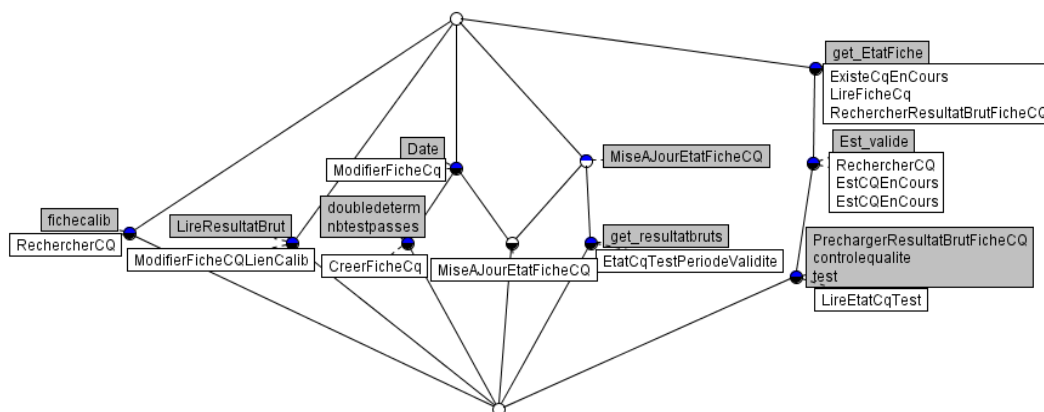 get_EtatFiche
ExisteCqEnCours
LireFicheCq
RechercherResultatBrutFicheCQ
Date
ModifierFicheCq
MiseAJourEtatFicheCQ
Est_valide
RechercherCQ
EstCQEnCours
EstCQEnCours
fichecalib
RechercherCQ
LireResultatBrut
ModifierFicheCQLienCalib
doubledeterm
nbtestpasses
CreerFicheCq
MiseAJourEtatFicheCQ
get_resultatbruts
EtatCqTestPeriodeValidite
PrechargerResultatBrutFicheCQ
controlequalite
test
LireEtatCqTest